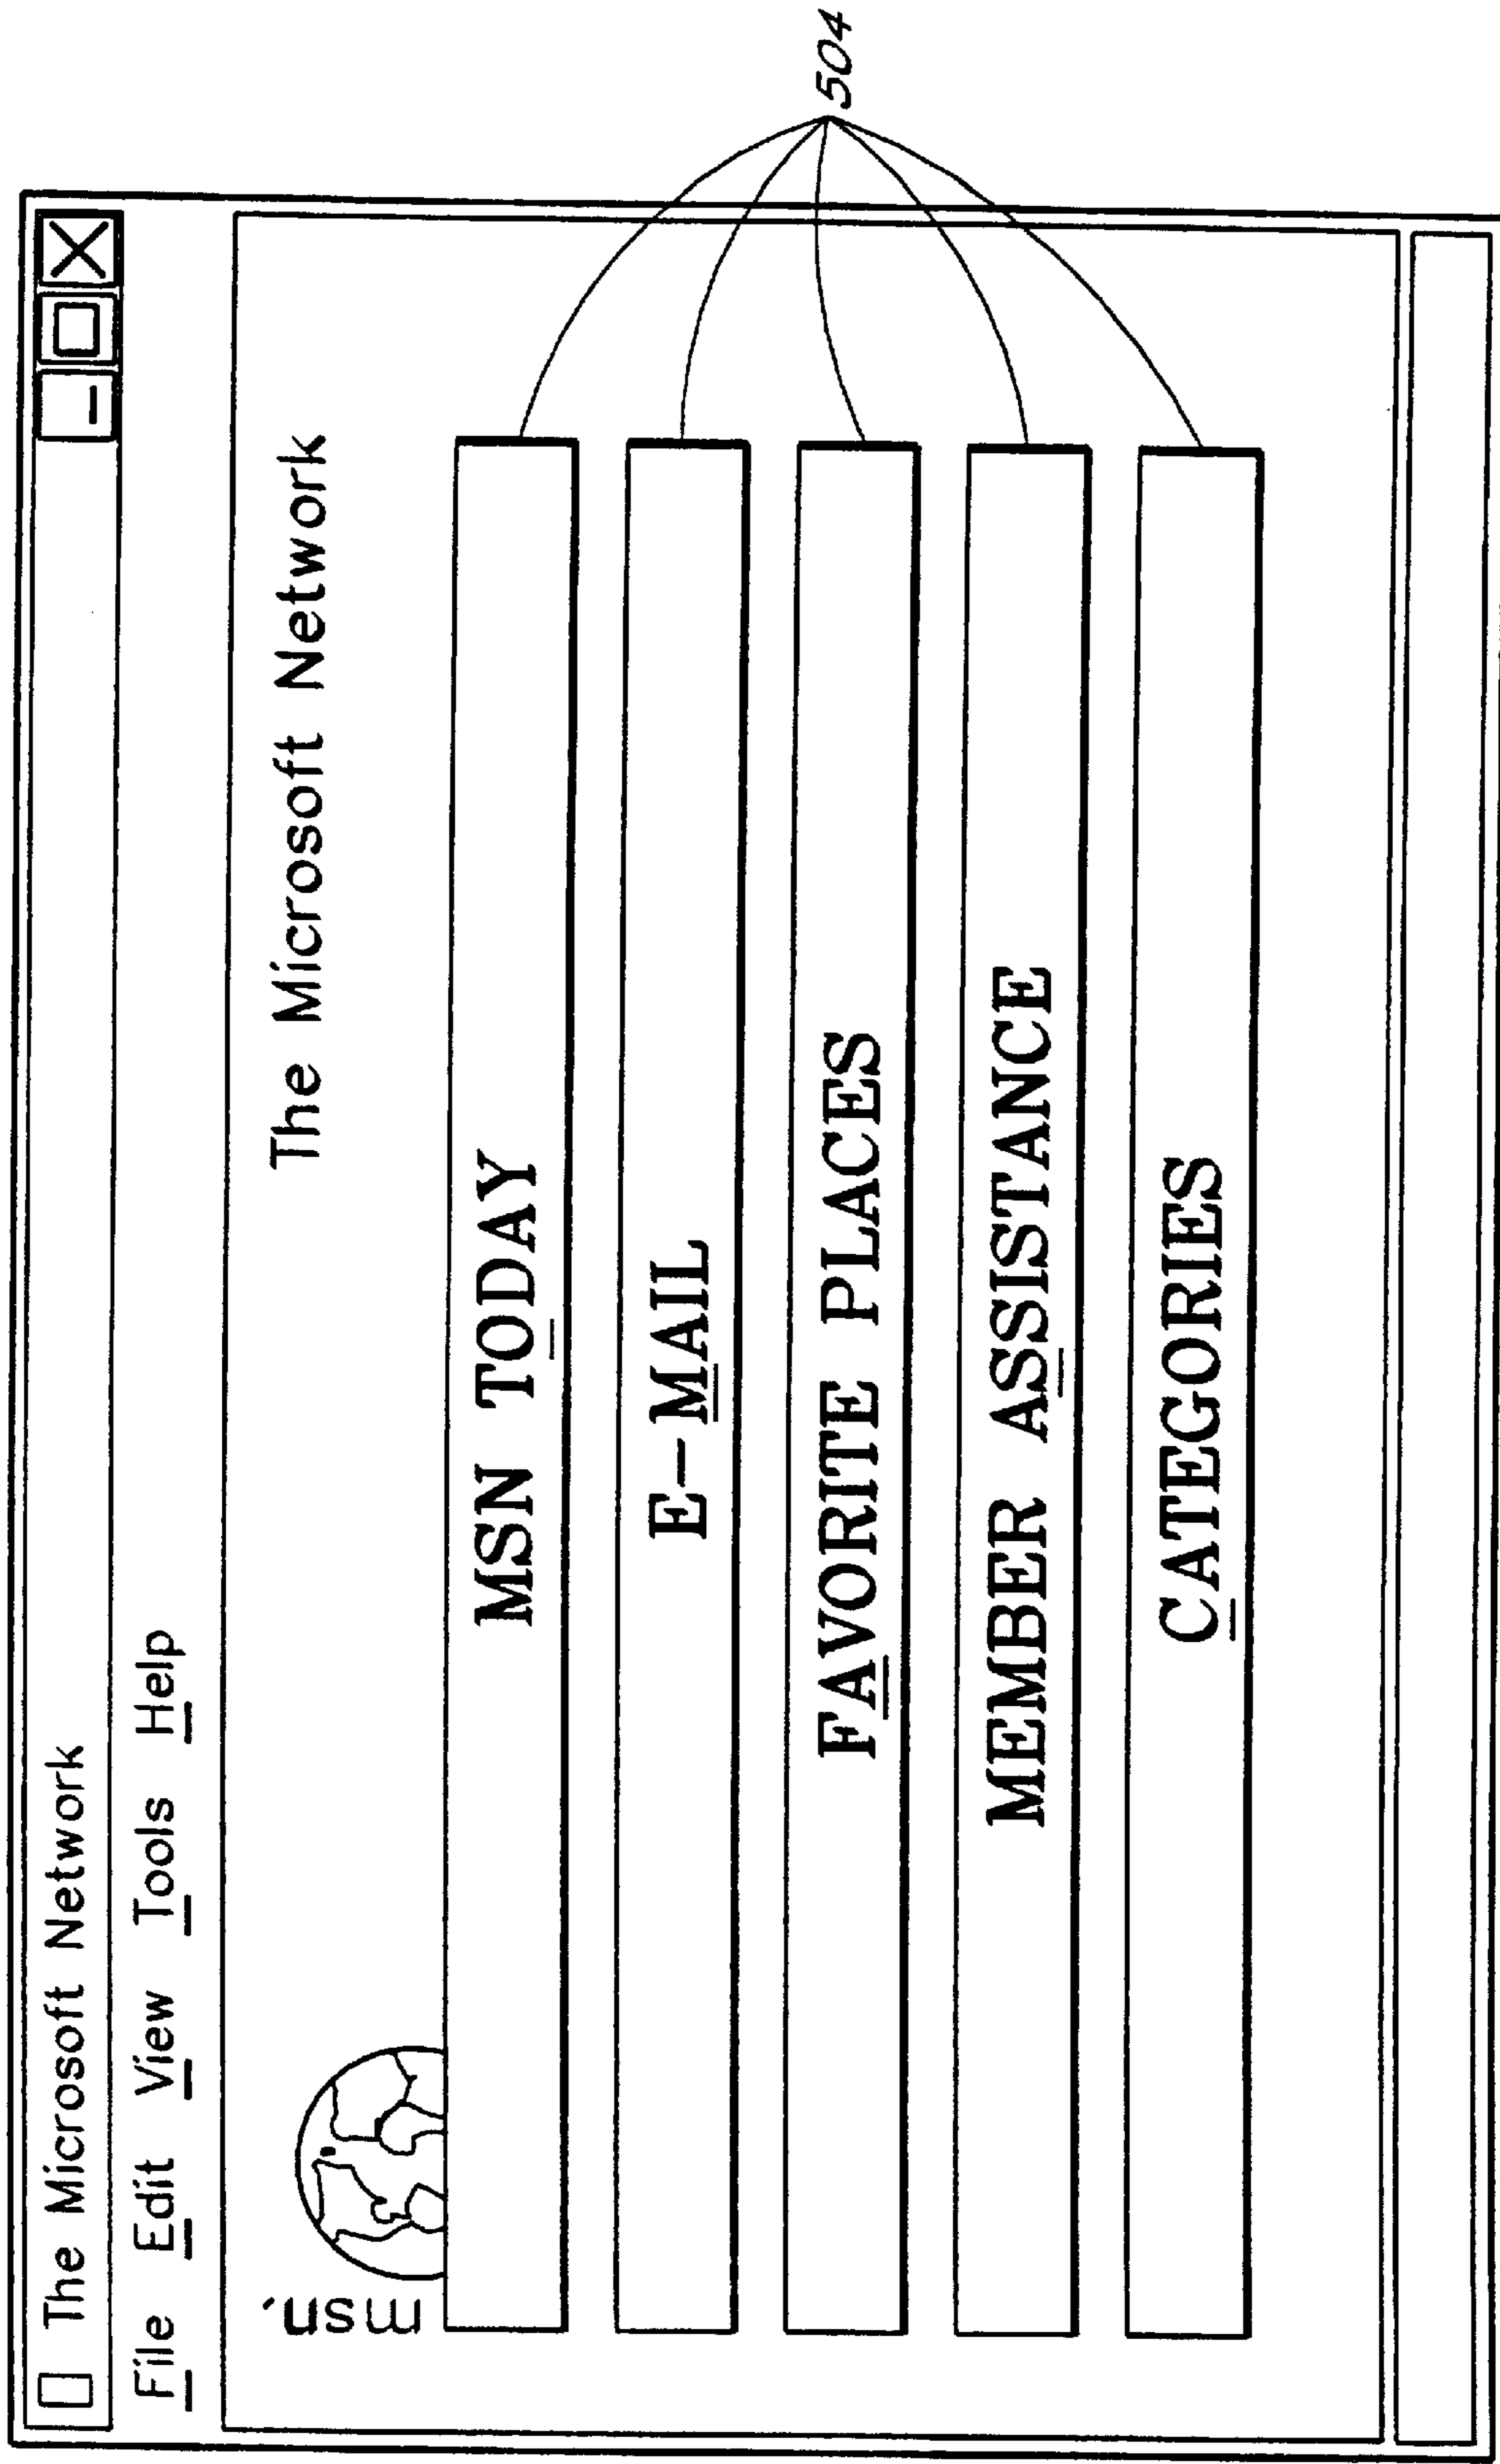 The Microsoft Network
File Edit View Tools Help
msn.
The Microsoft Network
MSN TODAY
E-MAIL
FAVORITE PLACES
MEMBER ASSISTANCE
CATEGORIES
504